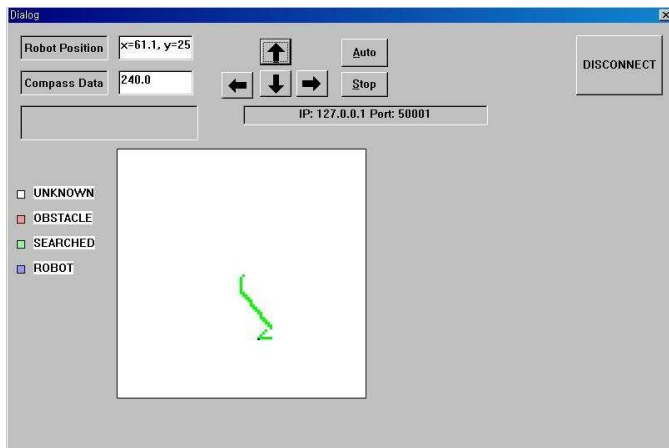 Dialog
Robot Position
x=61.1, y=25
Auto
DISCONNECT
Compass Data
240.0
Stop
IP: 127.0.0.1 Port: 50001
UNKNOWN
OBSTACLE
SEARCHED
ROBOT